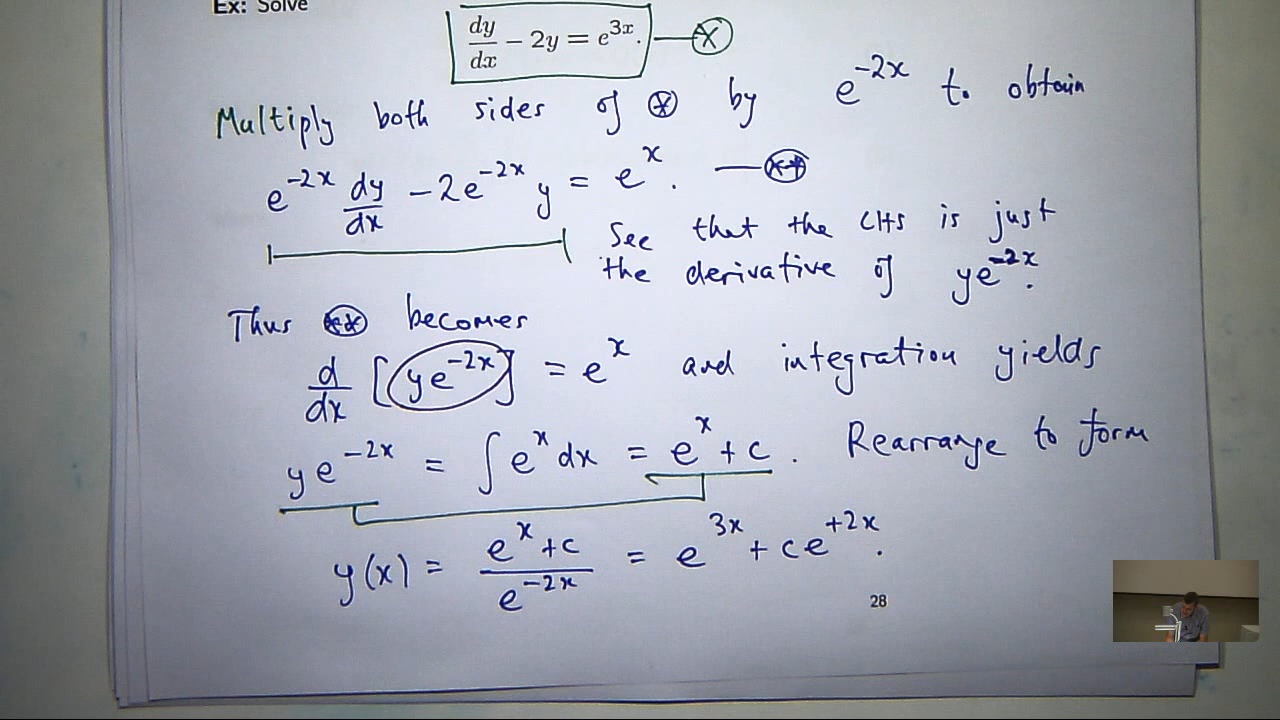 Ex: Solve
dy/dx − 2y = e^{3x}. — ⊛
Multiply both sides of ⊛ by e^{-2x} to obtain
e^{-2x} dy/dx − 2e^{-2x} y = e^x. — (**)
See that the LHS is just
the derivative of ye^{-2x}.
Thus (**) becomes
d/dx [ye^{-2x}] = e^x and integration yields
ye^{-2x} = ∫ e^x dx = e^x + c. Rearrange to form
y(x) = (e^x + c)/(e^{-2x}) = e^{3x} + ce^{+2x}.
28